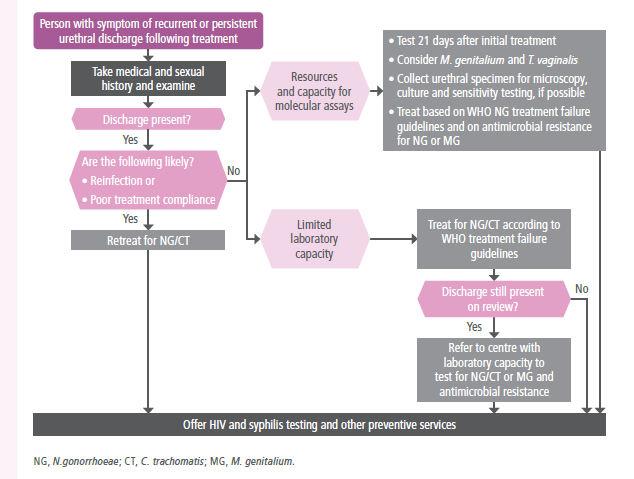 Person with symptom of recurrent or persistent
urethral discharge following treatment
Take medical and sexual
history and examine
Discharge present?
Yes
Are the following likely?
• Reinfection or
• Poor treatment compliance
Yes
Retreat for NG/CT
No
Resources
and capacity for
molecular assays
• Test 21 days after initial treatment
• Consider M. genitalium and T. vaginalis
• Collect urethral specimen for microscopy,
culture and sensitivity testing, if possible
• Treat based on WHO NG treatment failure
guidelines and on antimicrobial resistance
for NG or MG
Limited
laboratory
capacity
Treat for NG/CT according to
WHO treatment failure
guidelines
Discharge still present
on review?
No
Yes
Refer to centre with
laboratory capacity to
test for NG/CT or MG and
antimicrobial resistance
Offer HIV and syphilis testing and other preventive services
NG, N.gonorrhoeae; CT, C. trachomatis; MG, M. genitalium.